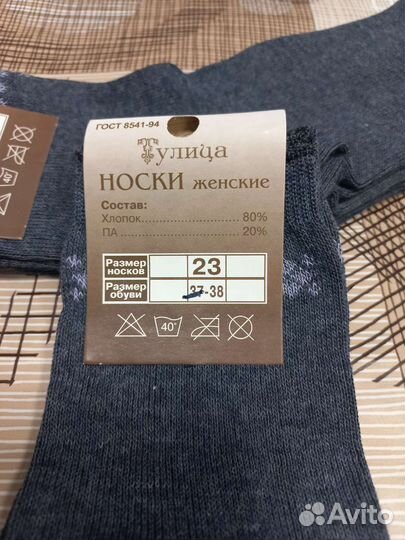 ГОСТ 8541-94
Тулица
НОСКИ женские
Состав:
Хлопок 80%
ПА 20%
Размер носков 23
Размер обуви 37-38
40°
Avito